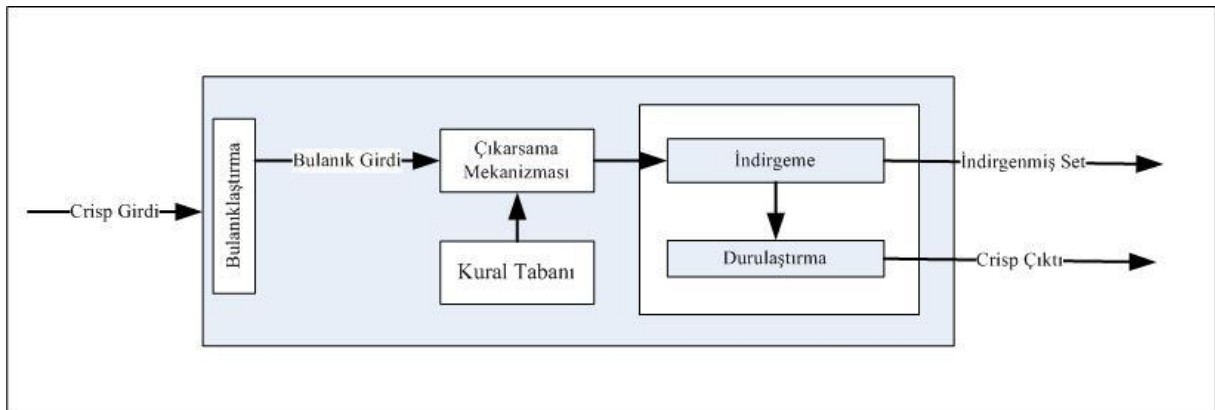 Crisp Girdi
Bulanıklaştırma
Bulanık Girdi
Çıkarsama
Mekanizması
Kural Tabanı
İndirgeme
Durulaştırma
İndirgenmiş Set
Crisp Çıktı